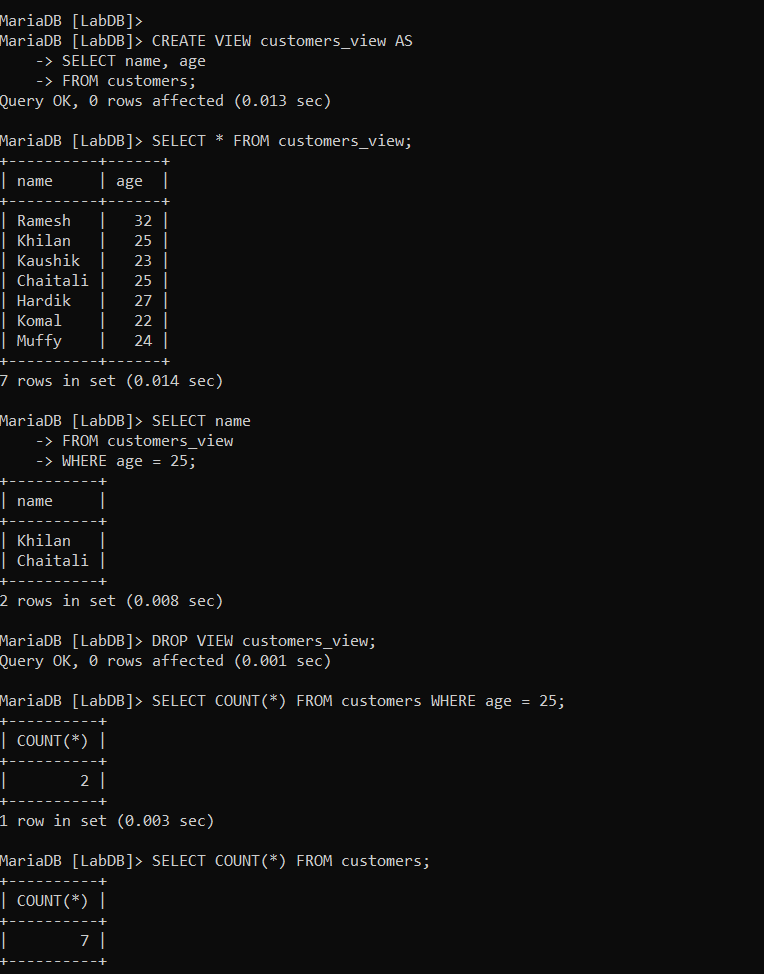 MariaDB [LabDB]>
MariaDB [LabDB]> CREATE VIEW customers_view AS
    -> SELECT name, age
    -> FROM customers;
Query OK, 0 rows affected (0.013 sec)

MariaDB [LabDB]> SELECT * FROM customers_view;
+----------+------+
| name     | age  |
+----------+------+
| Ramesh   |   32 |
| Khilan   |   25 |
| Kaushik  |   23 |
| Chaitali |   25 |
| Hardik   |   27 |
| Komal    |   22 |
| Muffy    |   24 |
+----------+------+
7 rows in set (0.014 sec)

MariaDB [LabDB]> SELECT name
    -> FROM customers_view
    -> WHERE age = 25;
+----------+
| name     |
+----------+
| Khilan   |
| Chaitali |
+----------+
2 rows in set (0.008 sec)

MariaDB [LabDB]> DROP VIEW customers_view;
Query OK, 0 rows affected (0.001 sec)

MariaDB [LabDB]> SELECT COUNT(*) FROM customers WHERE age = 25;
+----------+
| COUNT(*) |
+----------+
|        2 |
+----------+
1 row in set (0.003 sec)

MariaDB [LabDB]> SELECT COUNT(*) FROM customers;
+----------+
| COUNT(*) |
+----------+
|        7 |
+----------+